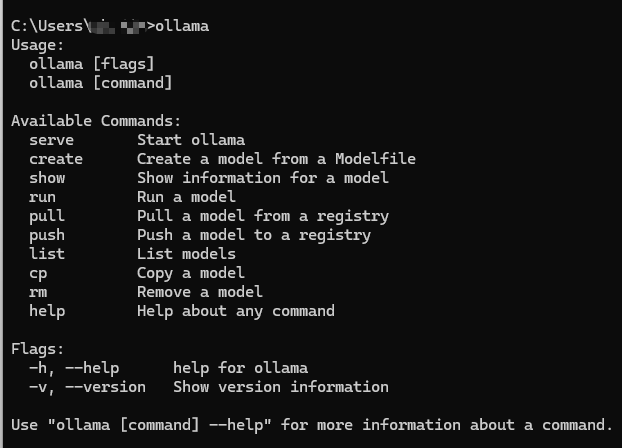 C:\Users\ >ollama
Usage:
  ollama [flags]
  ollama [command]

Available Commands:
  serve       Start ollama
  create      Create a model from a Modelfile
  show        Show information for a model
  run         Run a model
  pull        Pull a model from a registry
  push        Push a model to a registry
  list        List models
  cp          Copy a model
  rm          Remove a model
  help        Help about any command

Flags:
  -h, --help      help for ollama
  -v, --version   Show version information

Use "ollama [command] --help" for more information about a command.